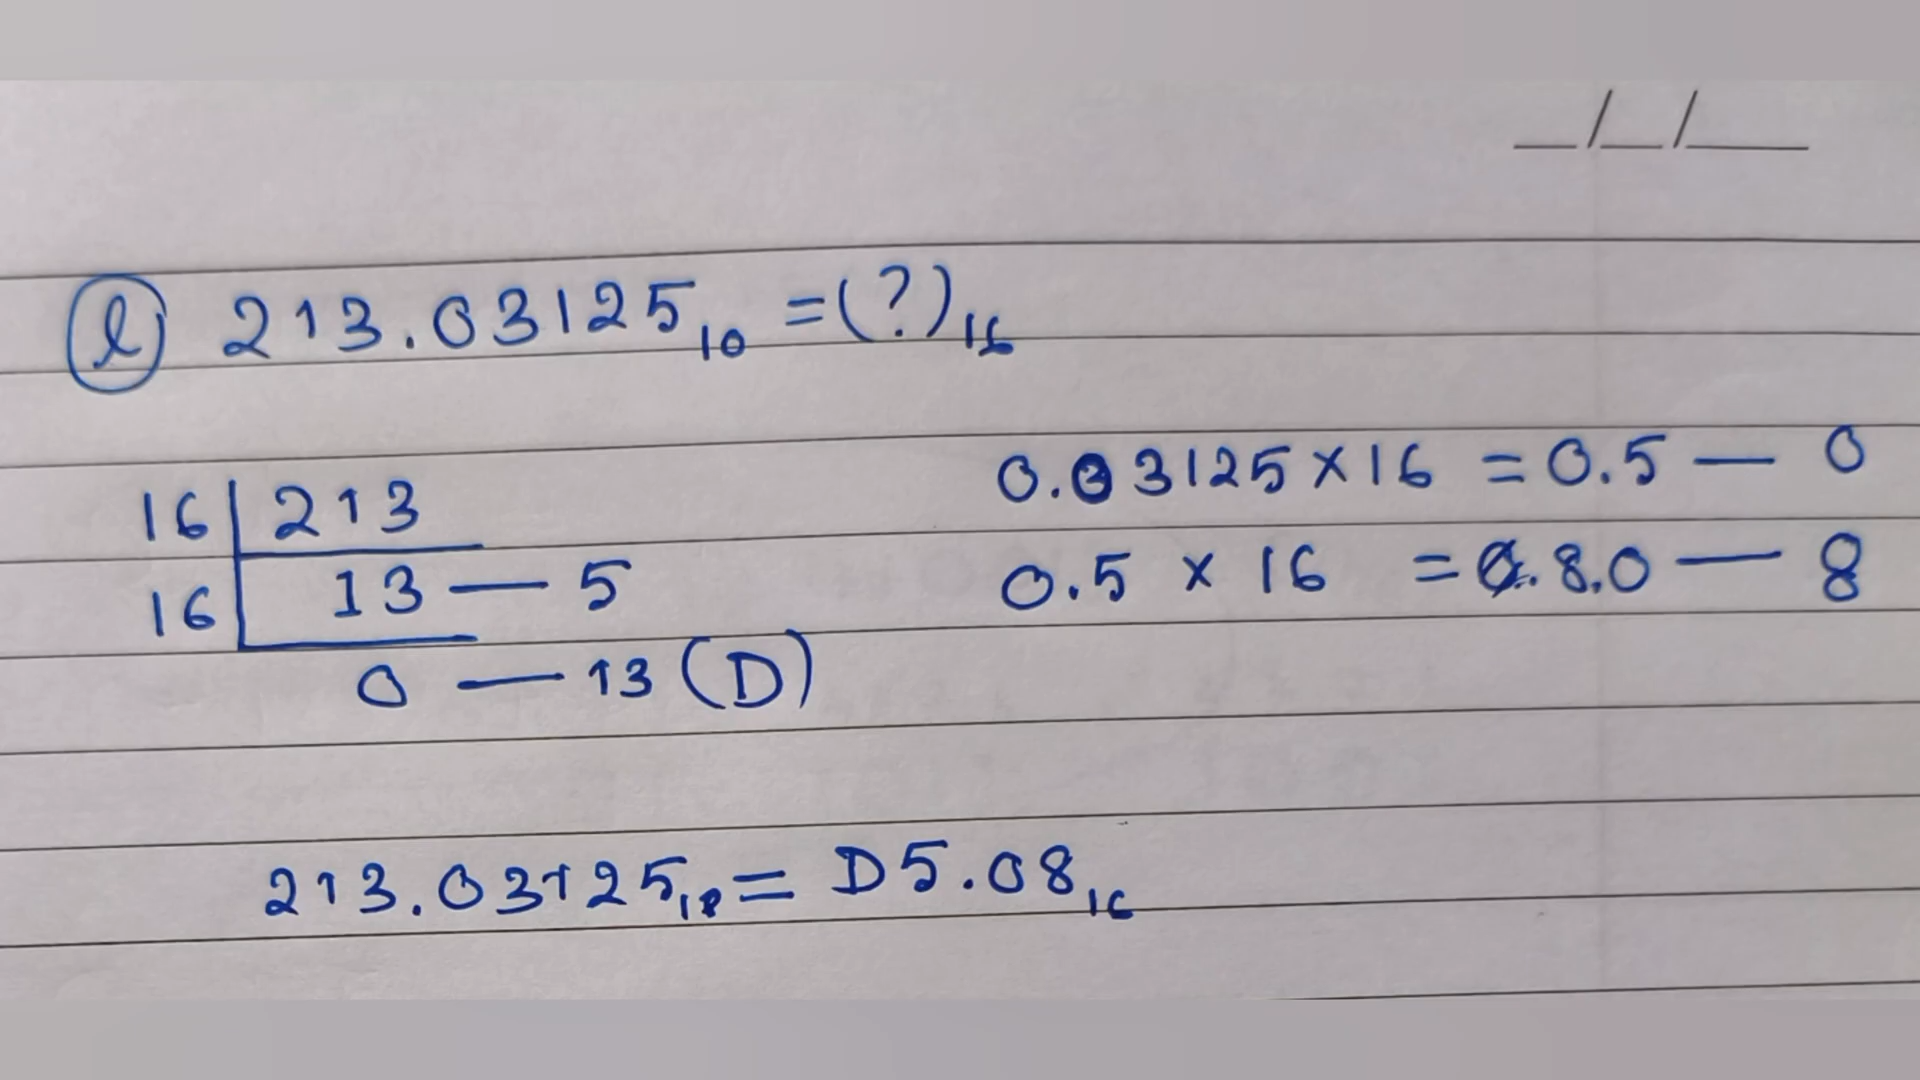 __/__/____
(l) 213.03125₁₀ = (?)₁₆
16 | 213
16 | 13 — 5
0 — 13 (D)
0.03125 × 16 = 0.5 — 0
0.5 × 16 = 8.0 — 8
213.03125₁₀ = D5.08₁₆